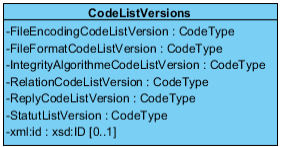 CodeListVersions
-FileEncodingCodeListVersion : CodeType
-FileFormatCodeListVersion : CodeType
-IntegrityAlgorithmeCodeListVersion : CodeType
-RelationCodeListVersion : CodeType
-ReplyCodeListVersion : CodeType
-StatutListVersion : CodeType
-xml:id : xsd:ID [0..1]